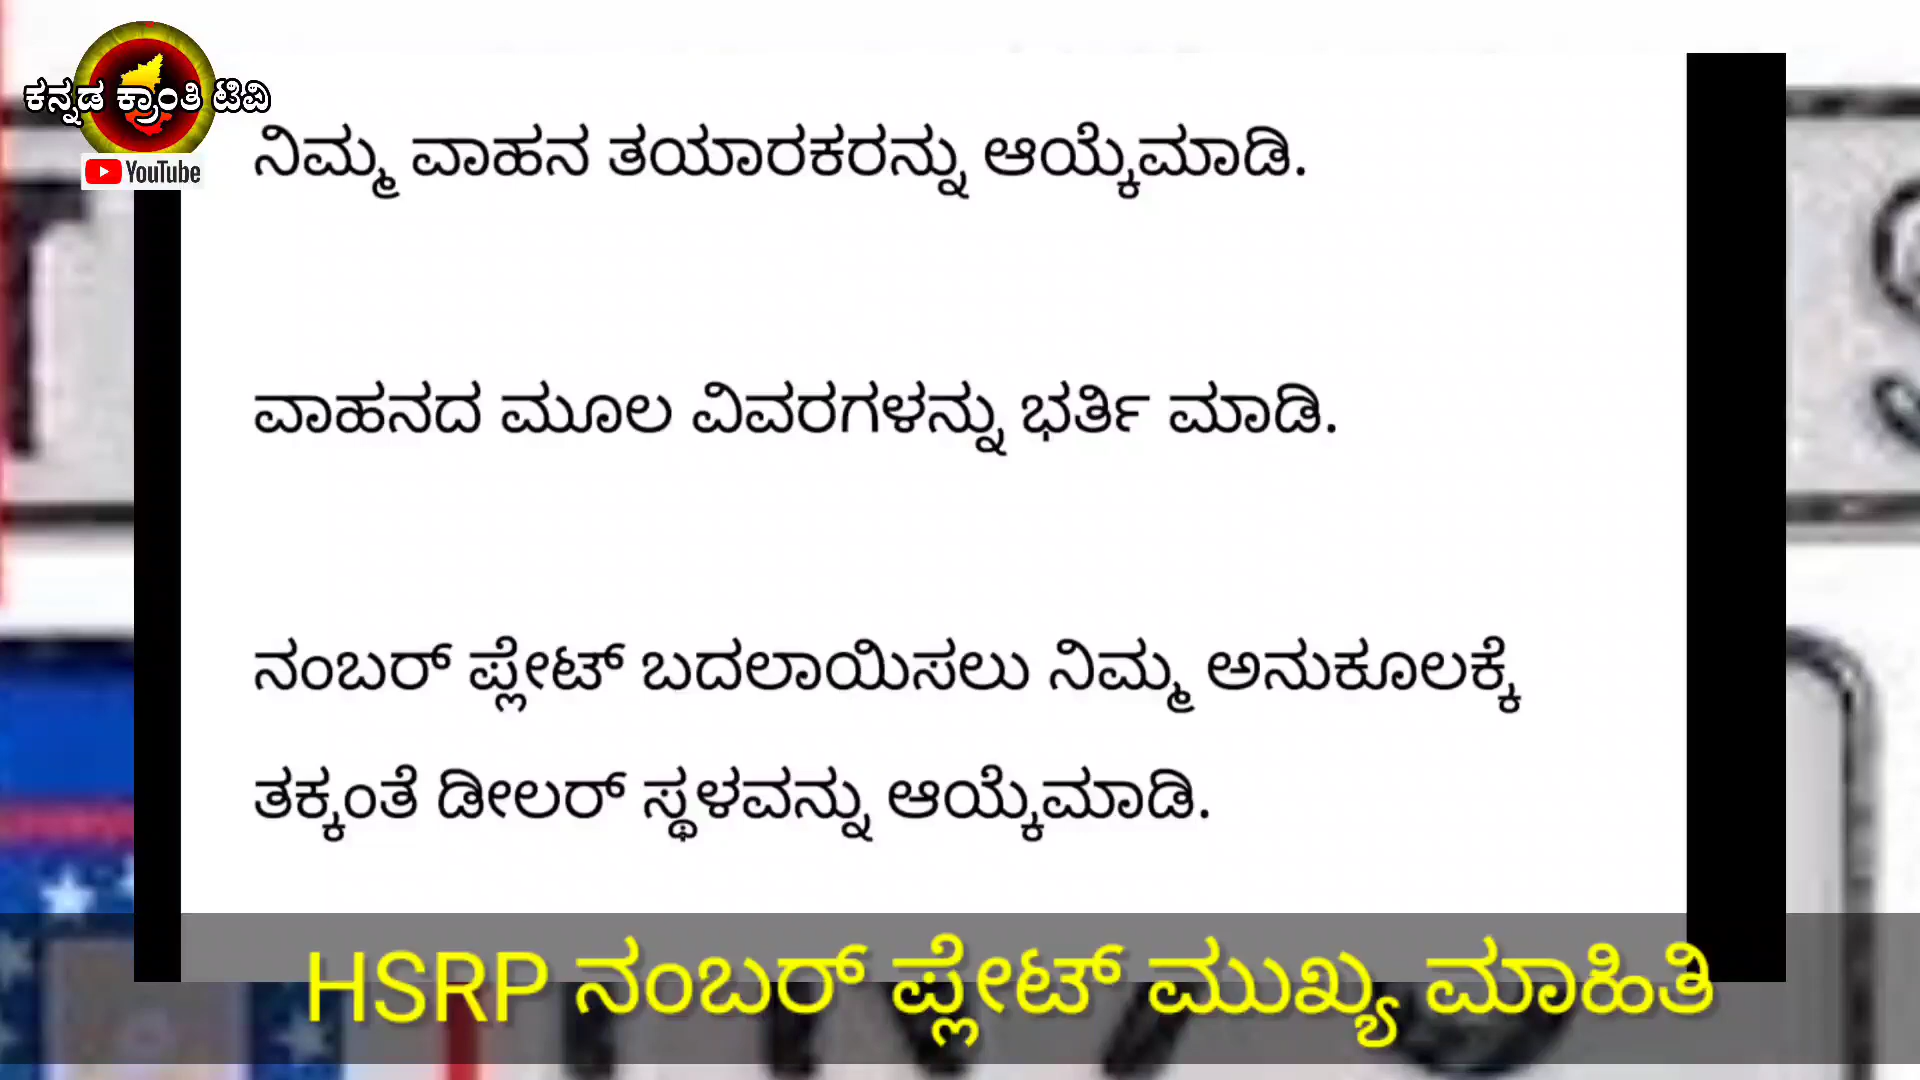 ಕನ್ನಡ ಕ್ರಾಂತಿ ಟಿವಿ
YouTube
ನಿಮ್ಮ ವಾಹನ ತಯಾರಕರನ್ನು ಆಯ್ಕೆಮಾಡಿ.
ವಾಹನದ ಮೂಲ ವಿವರಗಳನ್ನು ಭರ್ತಿ ಮಾಡಿ.
ನಂಬರ್ ಪ್ಲೇಟ್ ಬದಲಾಯಿಸಲು ನಿಮ್ಮ ಅನುಕೂಲಕ್ಕೆ
ತಕ್ಕಂತೆ ಡೀಲರ್ ಸ್ಥಳವನ್ನು ಆಯ್ಕೆಮಾಡಿ.
HSRP ನಂಬರ್ ಪ್ಲೇಟ್ ಮುಖ್ಯ ಮಾಹಿತಿ